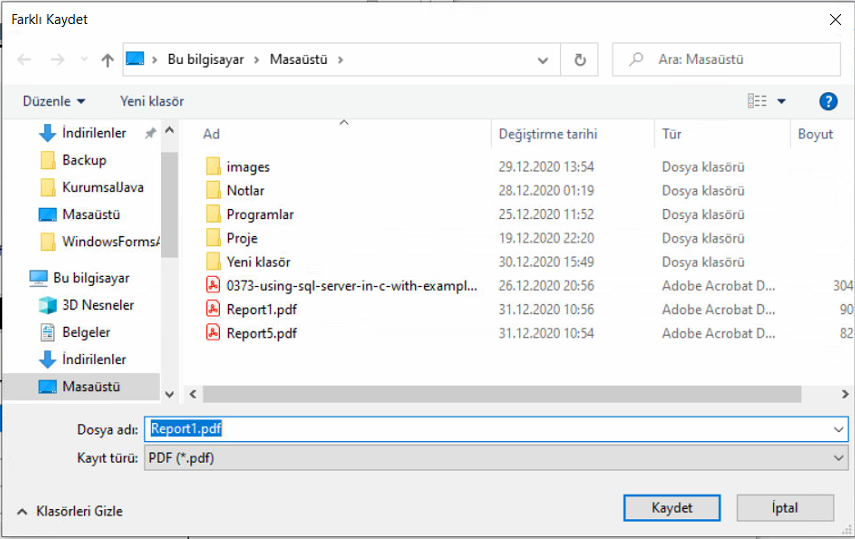 Farklı Kaydet
Bu bilgisayar Masaüstü
Ara: Masaüstü
Düzenle Yeni klasör
İndirilenler
Backup
KurumsalJava
Masaüstü
WindowsFormsA
Bu bilgisayar
3D Nesneler
Belgeler
İndirilenler
Masaüstü
Ad Değiştirme tarihi Tür Boyut
images 29.12.2020 13:54 Dosya klasörü
Notlar 28.12.2020 01:19 Dosya klasörü
Programlar 25.12.2020 11:52 Dosya klasörü
Proje 19.12.2020 22:20 Dosya klasörü
Yeni klasör 30.12.2020 15:49 Dosya klasörü
0373-using-sql-server-in-c-with-exampl... 26.12.2020 20:56 Adobe Acrobat D... 304
Report1.pdf 31.12.2020 10:56 Adobe Acrobat D... 90
Report5.pdf 31.12.2020 10:54 Adobe Acrobat D... 82
Dosya adı: Report1.pdf
Kayıt türü: PDF (*.pdf)
Klasörleri Gizle
Kaydet İptal